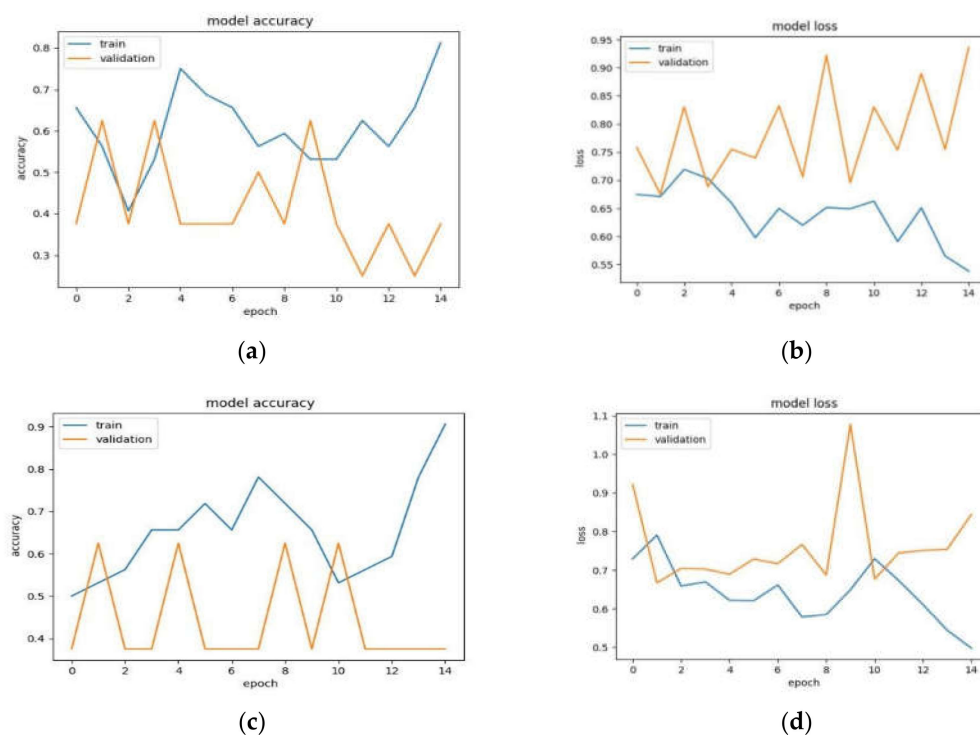 model accuracy
train
validation
accuracy
0.8
0.7
0.6
0.5
0.4
0.3
0 2 4 6 8 10 12 14
epoch
(a)
model loss
train
validation
loss
0.95
0.90
0.85
0.80
0.75
0.70
0.65
0.60
0.55
0 2 4 6 8 10 12 14
epoch
(b)
model accuracy
train
validation
accuracy
0.9
0.8
0.7
0.6
0.5
0.4
0 2 4 6 8 10 12 14
epoch
(c)
model loss
train
validation
loss
1.1
1.0
0.9
0.8
0.7
0.6
0.5
0 2 4 6 8 10 12 14
epoch
(d)